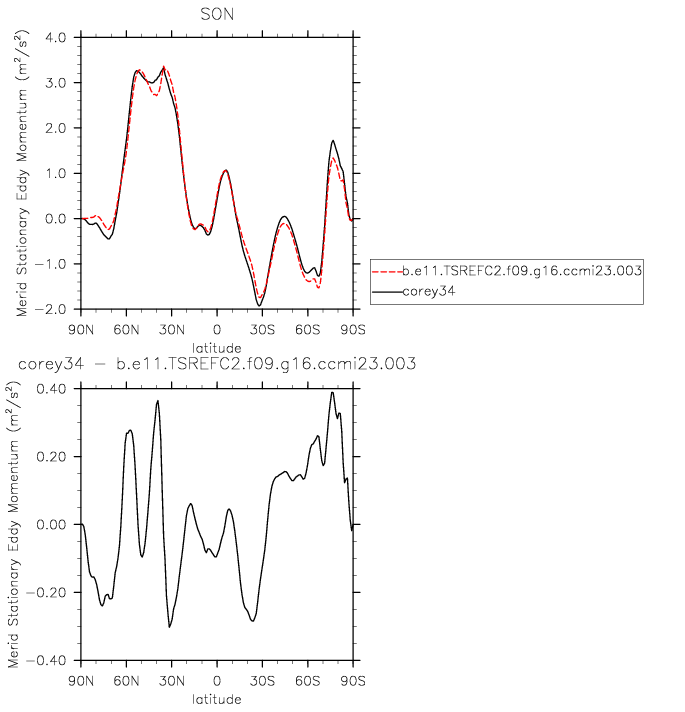 SON
Merid Stationary Eddy Momentum (m²/s²)
4.0
3.0
2.0
1.0
0.0
−1.0
−2.0
90N 60N 30N 0 30S 60S 90S
latitude
b.e11.TSREFC2.f09.g16.ccmi23.003
corey34
corey34 − b.e11.TSREFC2.f09.g16.ccmi23.003
Merid Stationary Eddy Momentum (m²/s²)
0.40
0.20
0.00
−0.20
−0.40
90N 60N 30N 0 30S 60S 90S
latitude